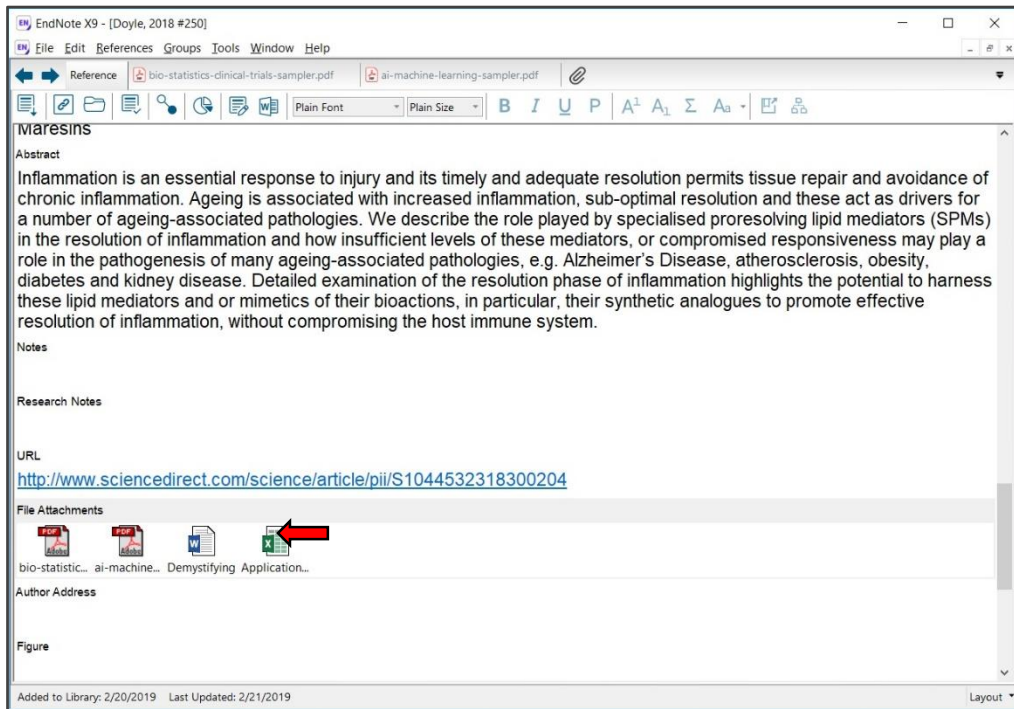 EN EndNote X9 - [Doyle, 2018 #250]
EN File Edit References Groups Tools Window Help
Reference bio-statistics-clinical-trials-sampler.pdf ai-machine-learning-sampler.pdf
Plain Font Plain Size B I U P A¹ A₁ Σ Aa
Maresins
Abstract
Inflammation is an essential response to injury and its timely and adequate resolution permits tissue repair and avoidance of
chronic inflammation. Ageing is associated with increased inflammation, sub-optimal resolution and these act as drivers for
a number of ageing-associated pathologies. We describe the role played by specialised proresolving lipid mediators (SPMs)
in the resolution of inflammation and how insufficient levels of these mediators, or compromised responsiveness may play a
role in the pathogenesis of many ageing-associated pathologies, e.g. Alzheimer's Disease, atherosclerosis, obesity,
diabetes and kidney disease. Detailed examination of the resolution phase of inflammation highlights the potential to harness
these lipid mediators and or mimetics of their bioactions, in particular, their synthetic analogues to promote effective
resolution of inflammation, without compromising the host immune system.
Notes
Research Notes
URL
http://www.sciencedirect.com/science/article/pii/S1044532318300204
File Attachments
PDF Adobe PDF Adobe W X
bio-statistic... ai-machine... Demystifying Application...
Author Address
Figure
Added to Library: 2/20/2019 Last Updated: 2/21/2019 Layout